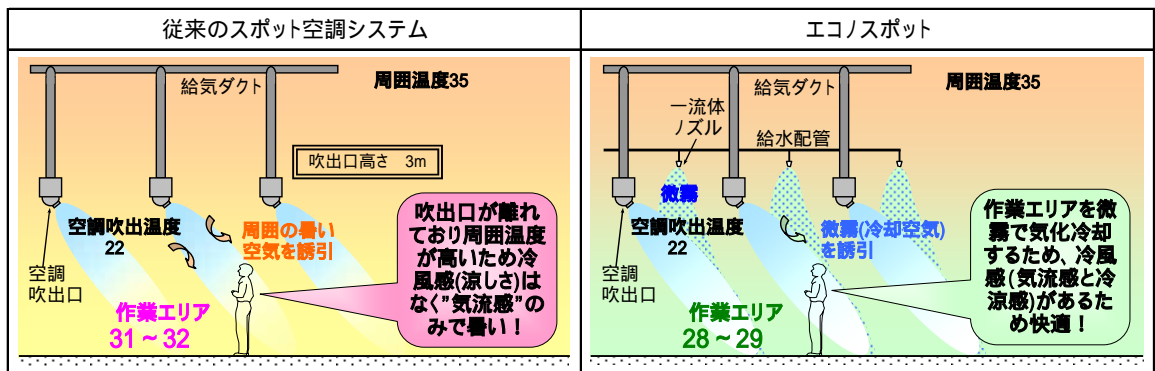 従来のスポット空調システム
給気ダクト
周囲温度35
吹出口高さ 3m
空調吹出温度
22
周囲の暑い
空気を誘引
空調
吹出口
作業エリア
31~32
吹出口が離れ
ており周囲温度
が高いため冷
風感(涼しさ)は
なく”気流感”のみ
で暑い!
エコノスポット
給気ダクト
周囲温度35
一流体
ノズル
給水配管
微霧
空調吹出温度
22
微霧(冷却空気)
を誘引
空調
吹出口
作業エリア
28~29
作業エリアを微
霧で気化冷却
するため、冷風
感(気流感と冷
涼感)があるた
め快適!